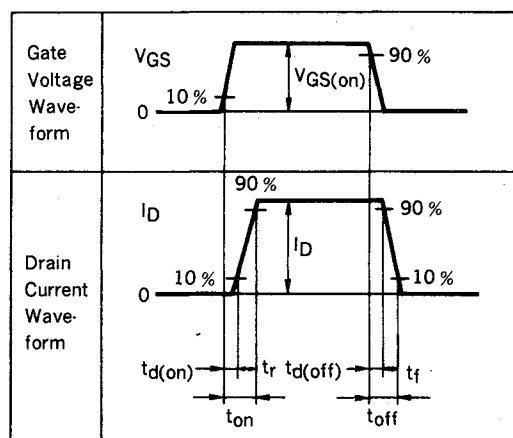 Gate
Voltage
Wave-
form
VGS
0
10 %
VGS(on)
90 %
Drain
Current
Wave-
form
ID
0
90 %
10 %
ID
90 %
10 %
td(on)
tr
td(off)
tf
ton
toff